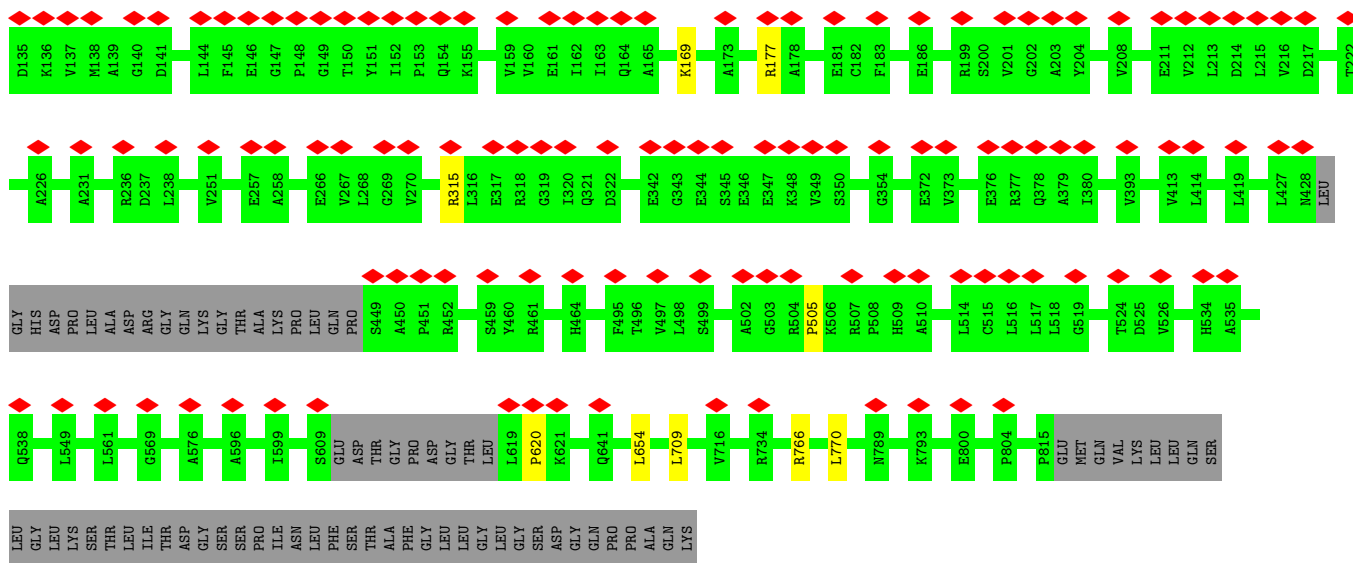 D135 K136 V137 M138 A139 G140 D141 L144 F145 E146 G147 P148 G149 T150 Y151 I152 P153 Q154 K155 V159 V160 E161 I162 I163 Q164 A165 K169 A173 R177 A178 E181 C182 F183 E186 R199 S200 V201 G202 A203 Y204 V208 E211 V212 L213 D214 L215 V216 D217 T222
A226 A231 R236 D237 L238 V251 E257 A258 E266 V267 L268 G269 V270 R315 L316 E317 R318 G319 I320 Q321 D322 E342 G343 E344 S345 E346 E347 K348 V349 S350 G354 E372 V373 E376 R377 Q378 A379 I380 V393 V413 L414 L419 L427 N428 LEU
GLY HIS ASP PRO LEU ALA ASP ARG GLY GLN LYS GLY THR ALA LYS PRO LEU GLN PRO S449 A450 P451 R452 S459 Y460 R461 H464 F495 T496 V497 L498 S499 A502 G503 R504 P505 K506 R507 P508 H509 A510 L514 C515 L516 L517 L518 G519 T524 D525 V526 H534 A535
Q538 L549 L561 G569 A576 A596 I599 S609 GLU ASP THR GLY PRO ASP GLY THR LEU L619 P620 K621 Q641 L654 L709 V716 R734 R766 L770 N789 K793 E800 P804 P815 GLU MET GLN VAL LYS LEU LEU GLN SER
LEU GLY LEU LYS SER THR LEU ILE THR ASP GLY SER SER PRO ILE ASN LEU PHE SER THR ALA PHE GLY LEU LEU GLY LEU GLY SER ASP GLY GLN PRO PRO ALA GLN LYS